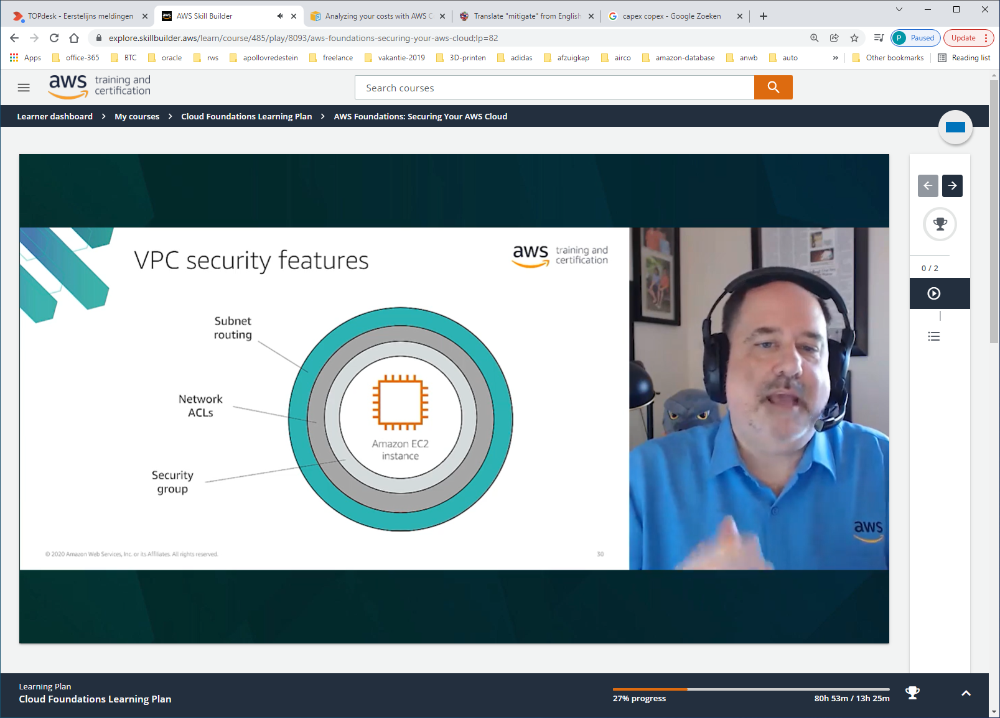 TOPdesk - Eerstelijns meldingen
AWS Skill Builder
Analyzing your costs with AWS C
Translate "mitigate" from English
capex copex - Google Zoeken
explore.skillbuilder.aws/learn/course/485/play/8093/aws-foundations-securing-your-aws-cloud;lp=82
P Paused
Update
Apps
office-365
BTC
oracle
rws
apollovredestein
freelance
vakantie-2019
3D-printen
adidas
afzuigkap
airco
amazon-database
anwb
auto
»
Other bookmarks
Reading list
aws training and
certification
Search courses
Learner dashboard > My courses > Cloud Foundations Learning Plan > AWS Foundations: Securing Your AWS Cloud
VPC security features
aws training and
certification
Subnet
routing
Network
ACLs
Security
group
Amazon EC2
instance
© 2020 Amazon Web Services, Inc. or its Affiliates. All rights reserved.
30
aws
0 / 2
Learning Plan
Cloud Foundations Learning Plan
27% progress
80h 53m / 13h 25m